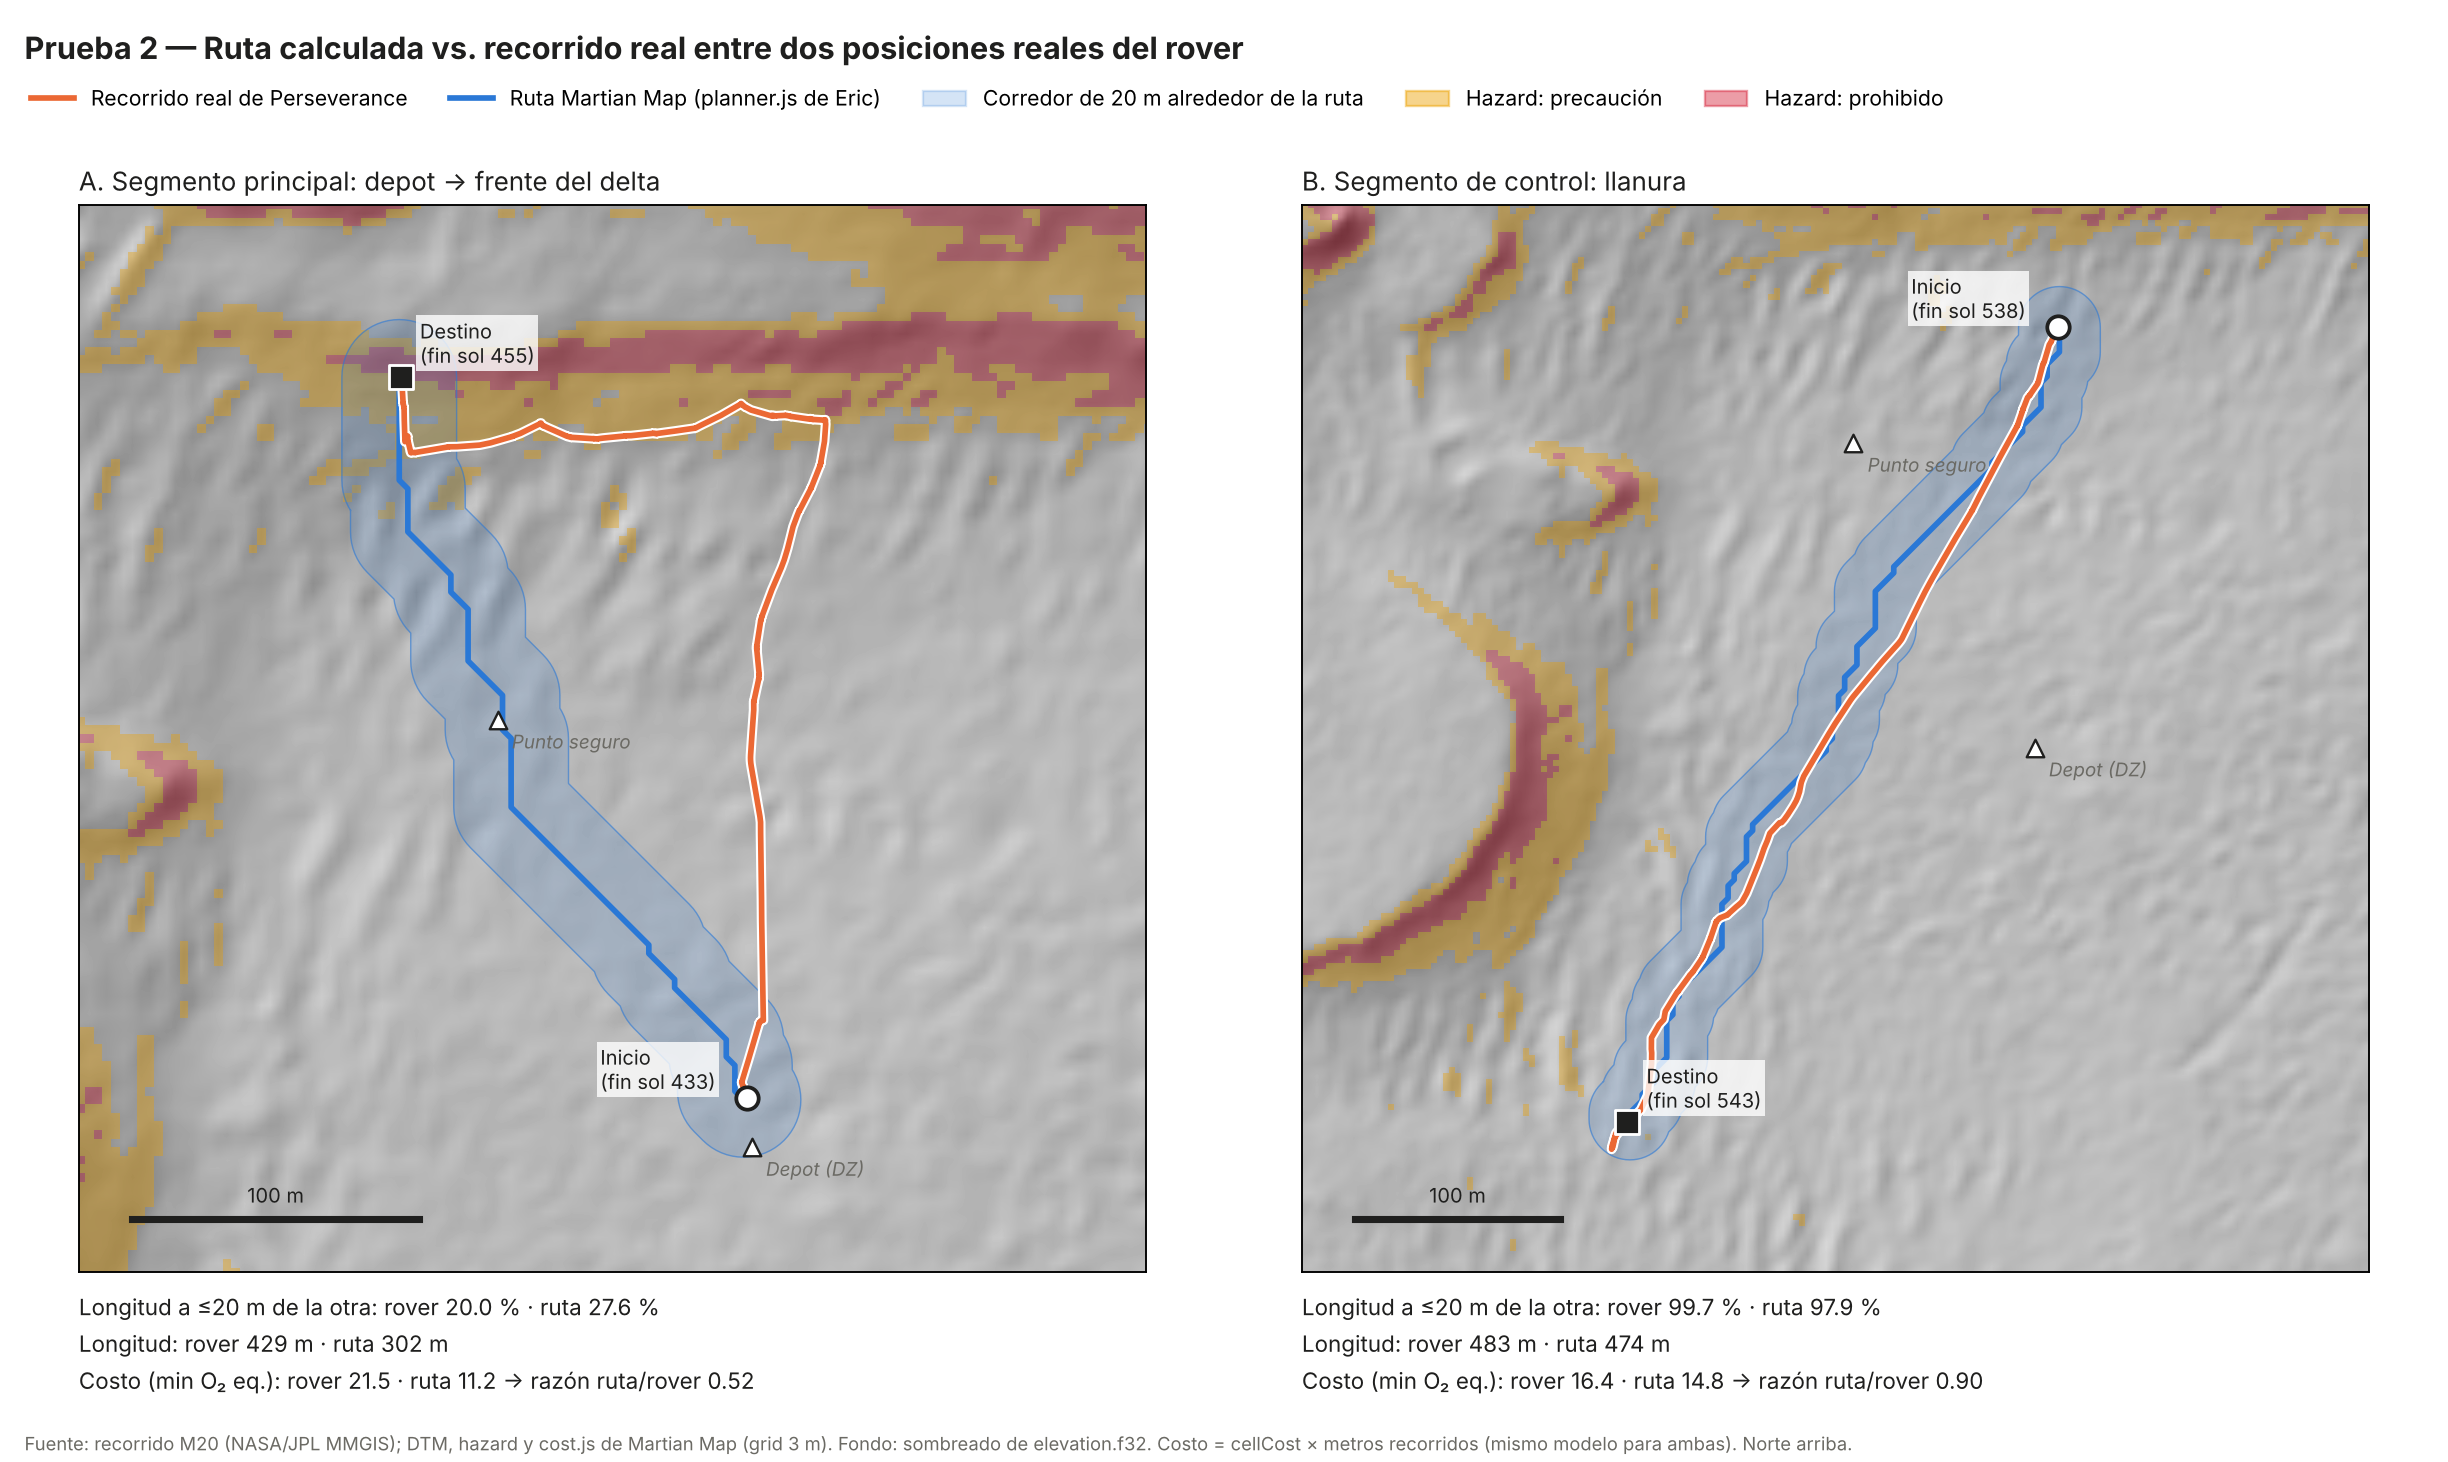 Prueba 2 — Ruta calculada vs. recorrido real entre dos posiciones reales del rover
Recorrido real de Perseverance
Ruta Martian Map (planner.js de Eric)
Corredor de 20 m alrededor de la ruta
Hazard: precaución
Hazard: prohibido
A. Segmento principal: depot → frente del delta
Destino
(fin sol 455)
Punto seguro
Inicio
(fin sol 433)
Depot (DZ)
100 m
Longitud a ≤20 m de la otra: rover 20.0 % · ruta 27.6 %
Longitud: rover 429 m · ruta 302 m
Costo (min O₂ eq.): rover 21.5 · ruta 11.2 → razón ruta/rover 0.52
B. Segmento de control: llanura
Inicio
(fin sol 538)
Punto seguro
Depot (DZ)
Destino
(fin sol 543)
100 m
Longitud a ≤20 m de la otra: rover 99.7 % · ruta 97.9 %
Longitud: rover 483 m · ruta 474 m
Costo (min O₂ eq.): rover 16.4 · ruta 14.8 → razón ruta/rover 0.90
Fuente: recorrido M20 (NASA/JPL MMGIS); DTM, hazard y cost.js de Martian Map (grid 3 m). Fondo: sombreado de elevation.f32. Costo = cellCost × metros recorridos (mismo modelo para ambas). Norte arriba.